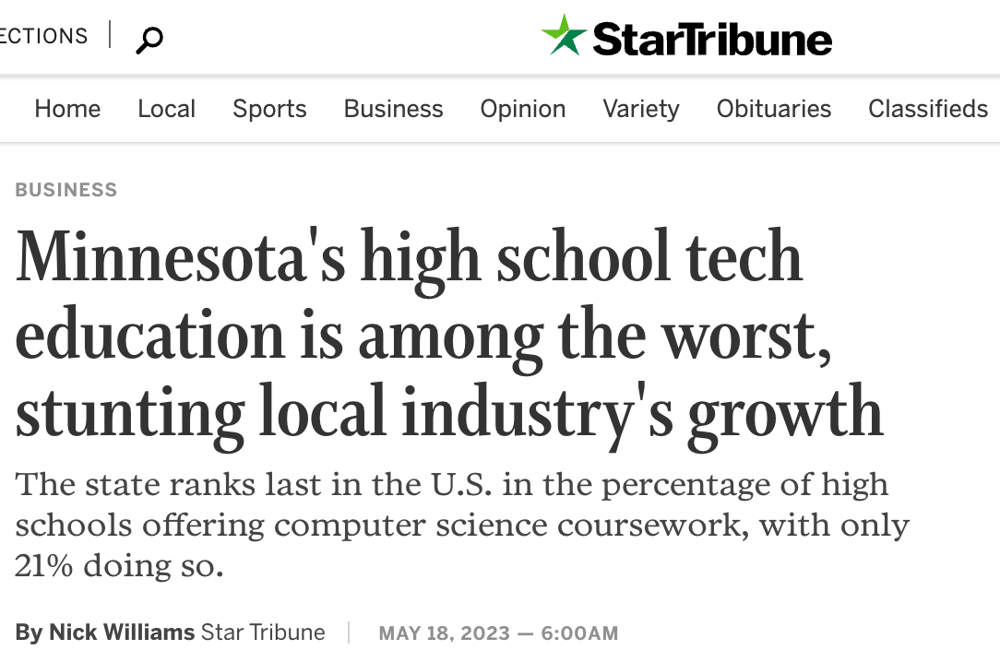 ECTIONS
StarTribune
Home Local Sports Business Opinion Variety Obituaries Classifieds
BUSINESS
Minnesota's high school tech
education is among the worst,
stunting local industry's growth
The state ranks last in the U.S. in the percentage of high
schools offering computer science coursework, with only
21% doing so.
By Nick Williams Star Tribune | MAY 18, 2023 — 6:00AM